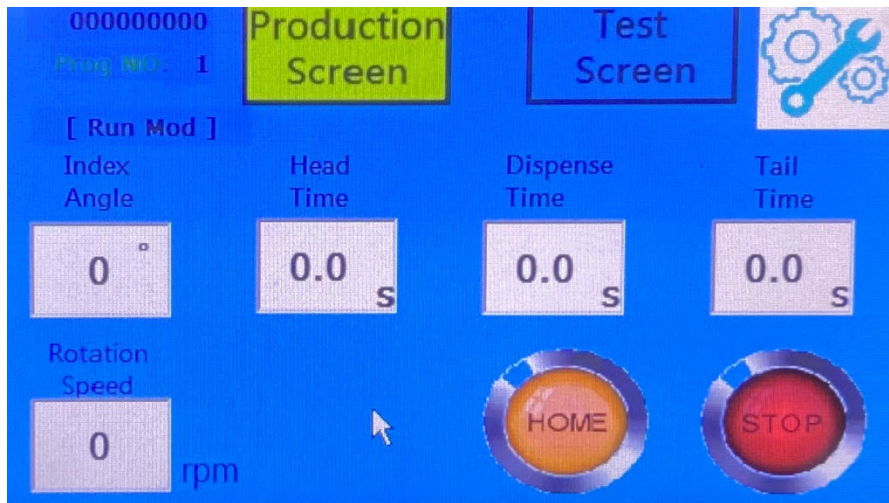 000000000
Production Screen
Test Screen
Prog NO: 1
[ Run Mod ]
Index Angle
Head Time
Dispense Time
Tail Time
0 °
0.0 s
0.0 s
0.0 s
Rotation Speed
0 rpm
HOME
STOP